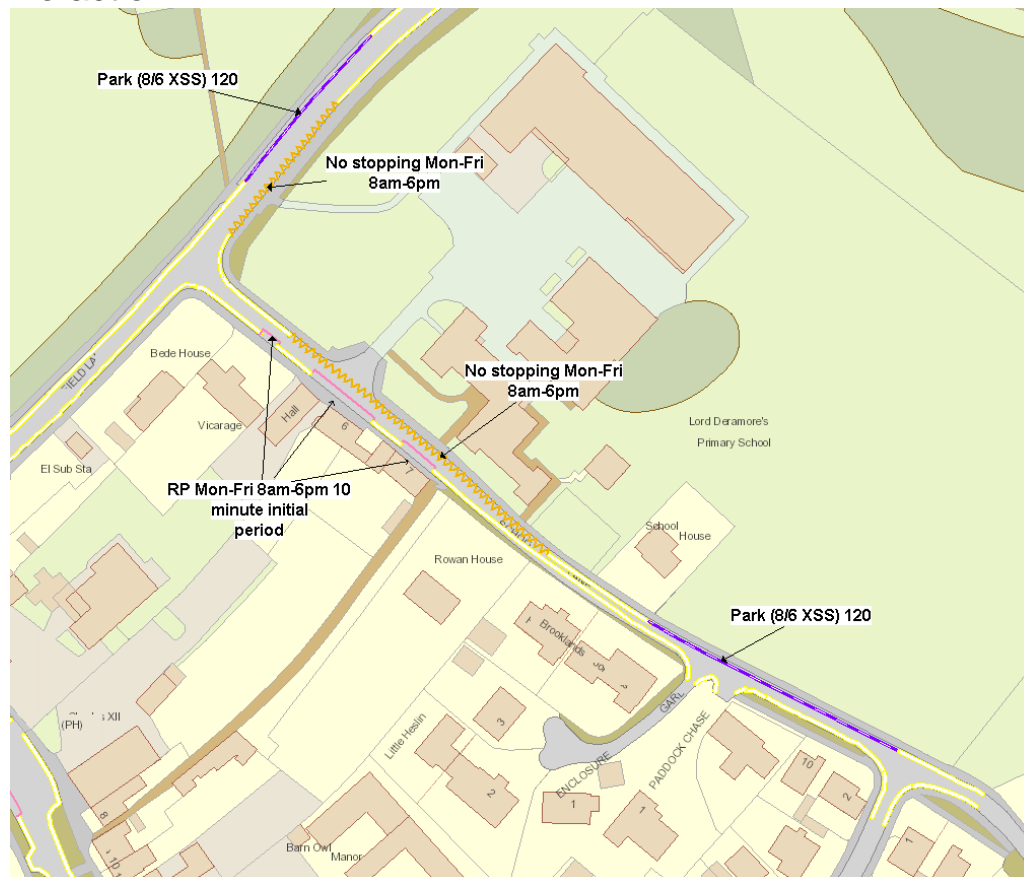 Park (8/6 XSS) 120
No stopping Mon-Fri
8am-6pm
Bede House
No stopping Mon-Fri
8am-6pm
Vicarage
Hall
6
7
Lord Deramore's
Primary School
El Sub Sta
RP Mon-Fri 8am-6pm 10
minute initial
period
School
House
Rowan House
Park (8/6 XSS) 120
Brooklands
XII
(PH)
Little Heslin
3
ENCLOSURE
PADDOCK CHASE
2
1
1
10
2
1
8
10
Barn Owl
Manor